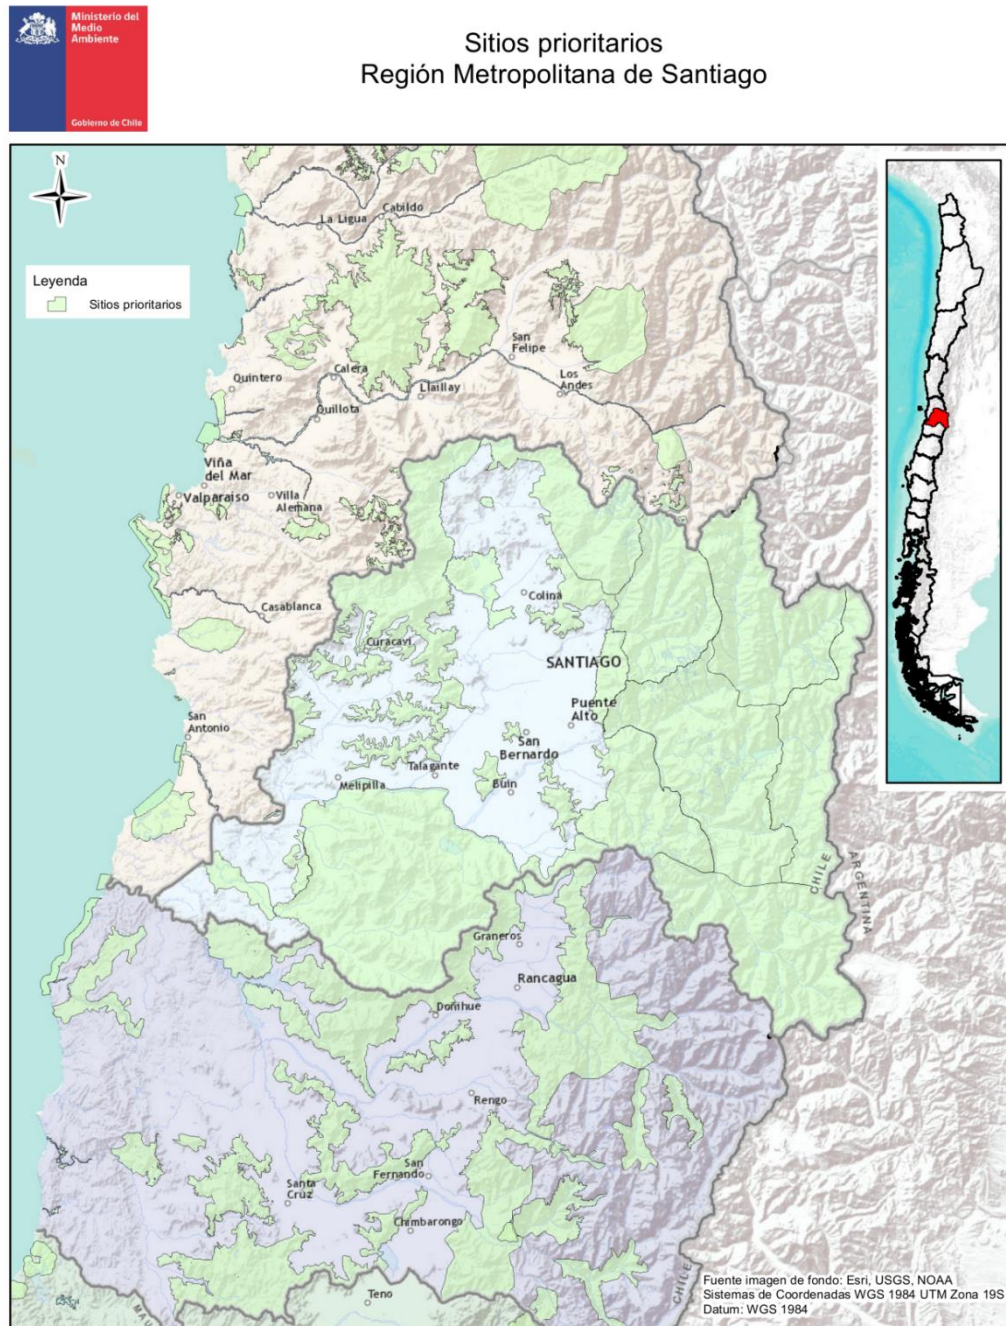 Ministerio del
Medio
Ambiente
Gobierno de Chile
Sitios prioritarios
Región Metropolitana de Santiago
N
Cabildo
La Ligua
Leyenda
Sitios prioritarios
San
Felipe
Calera
Quintero
Los
Andes
Llaillay
Quillota
Viña
del Mar
Valparaíso
Villa
Alemana
Colina
Casablanca
Curacaví
SANTIAGO
Puente
Alto
San
Antonio
San
Bernardo
Talagante
Melipilla
Buin
CHILE
ARGENTINA
Graneros
Rancagua
Doñihue
Rengo
San
Fernando
Santa
Cruz
Chimbarongo
CHILE
Teno
Fuente imagen de fondo: Esri, USGS, NOAA
Sistemas de Coordenadas WGS 1984 UTM Zona 19S
Datum: WGS 1984